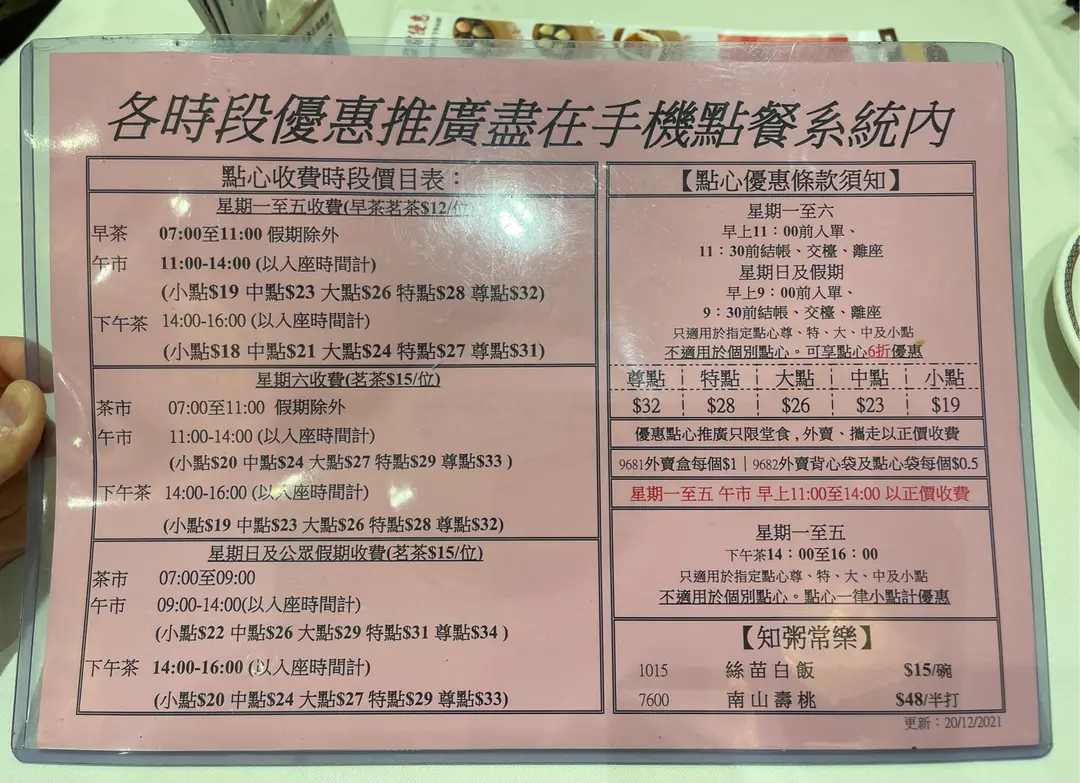 優惠
各時段優惠推廣盡在手機點餐系統內
點心收費時段價目表：
星期一至五收費(早茶茗茶$12/位)
早茶 07:00至11:00 假期除外
午市 11:00-14:00 (以入座時間計)
(小點$19 中點$23 大點$26 特點$28 尊點$32)
下午茶 14:00-16:00 (以入座時間計)
(小點$18 中點$21 大點$24 特點$27 尊點$31)
星期六收費(茗茶$15/位)
茶市 07:00至11:00 假期除外
午市 11:00-14:00 (以入座時間計)
(小點$20 中點$24 大點$27 特點$29 尊點$33 )
下午茶 14:00-16:00 (以入座時間計)
(小點$19 中點$23 大點$26 特點$28 尊點$32)
星期日及公眾假期收費(茗茶$15/位)
茶市 07:00至09:00
午市 09:00-14:00(以入座時間計)
(小點$22 中點$26 大點$29 特點$31 尊點$34 )
下午茶 14:00-16:00 (以入座時間計)
(小點$20 中點$24 大點$27 特點$29 尊點$33)
【點心優惠條款須知】
星期一至六
早上11：00前入單、
11：30前結帳、交檯、離座
星期日及假期
早上9：00前入單、
9：30前結帳、交檯、離座
只適用於指定點心尊、特、大、中及小點
不適用於個別點心。可享點心6折優惠
尊點 特點 大點 中點 小點
$32 $28 $26 $23 $19
優惠點心推廣只限堂食,外賣、攜走以正價收費
9681外賣盒每個$1｜9682外賣背心袋及點心袋每個$0.5
星期一至五 午市 早上11:00至14:00 以正價收費
星期一至五
下午茶14：00至16：00
只適用於指定點心尊、特、大、中及小點
不適用於個別點心。點心一律小點計優惠
【知粥常樂】
1015 絲苗白飯 $15/碗
7600 南山壽桃 $48/半打
更新：20/12/2021